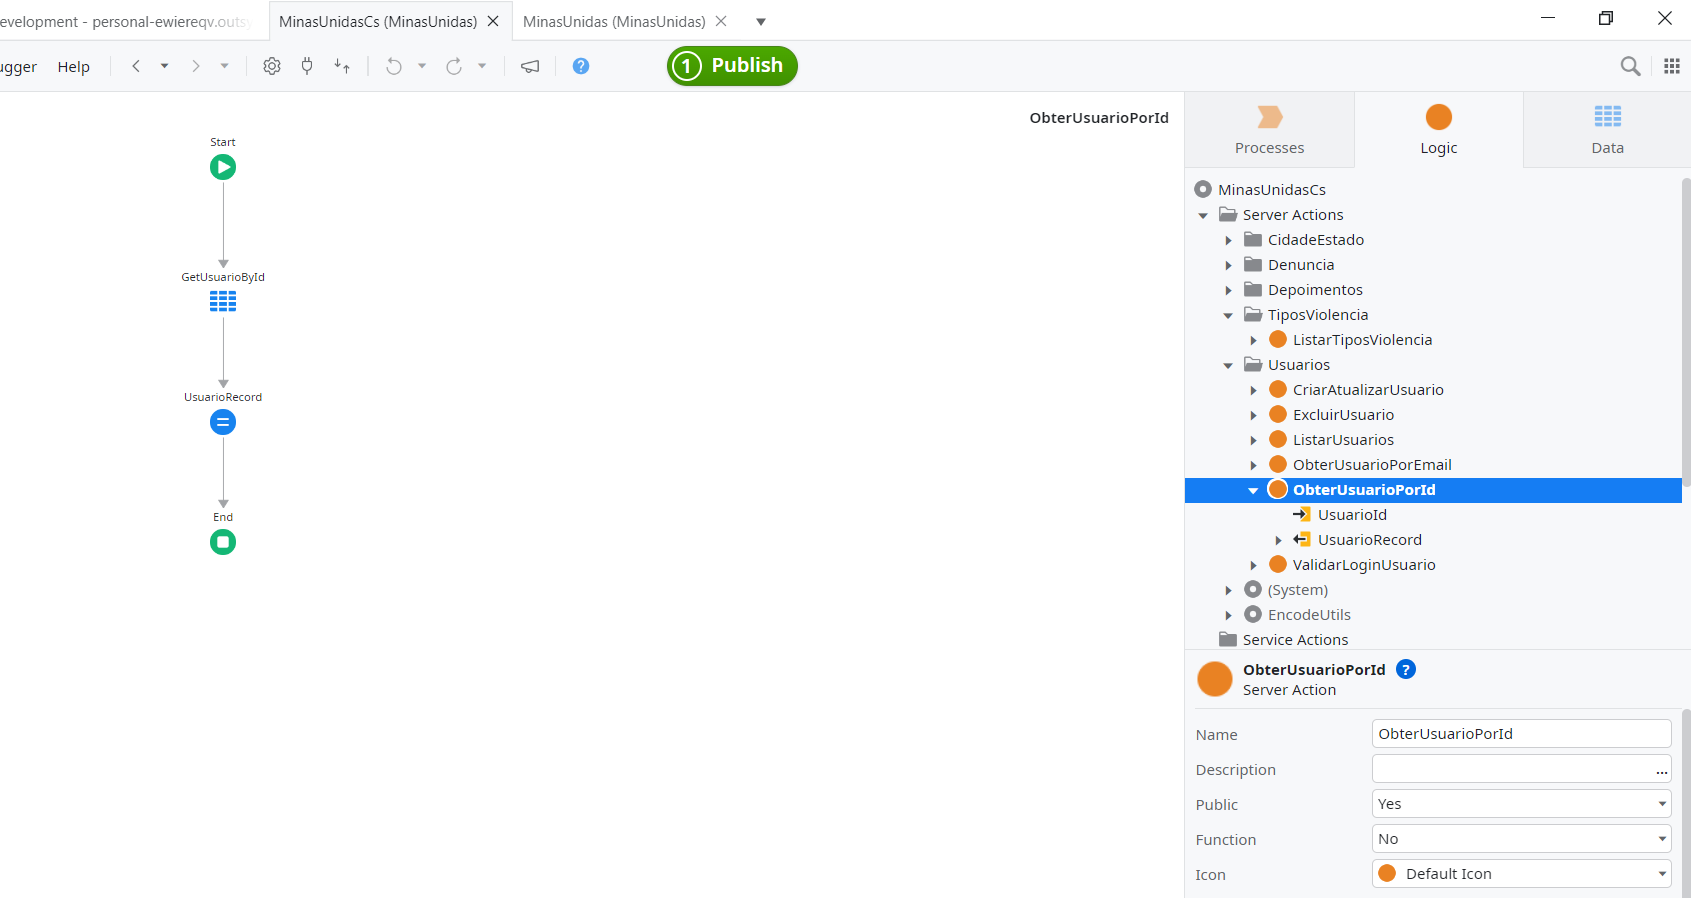 evelopment - personal-ewiereqv.outsy
MinasUnidasCs (MinasUnidas)
MinasUnidas (MinasUnidas)
ugger
Help
?
1 Publish
ObterUsuarioPorId
Start
GetUsuarioById
UsuarioRecord
End
Processes
Logic
Data
MinasUnidasCs
Server Actions
CidadeEstado
Denuncia
Depoimentos
TiposViolencia
ListarTiposViolencia
Usuarios
CriarAtualizarUsuario
ExcluirUsuario
ListarUsuarios
ObterUsuarioPorEmail
ObterUsuarioPorId
UsuarioId
UsuarioRecord
ValidarLoginUsuario
(System)
EncodeUtils
Service Actions
ObterUsuarioPorId ?
Server Action
Name ObterUsuarioPorId
Description ...
Public Yes
Function No
Icon Default Icon